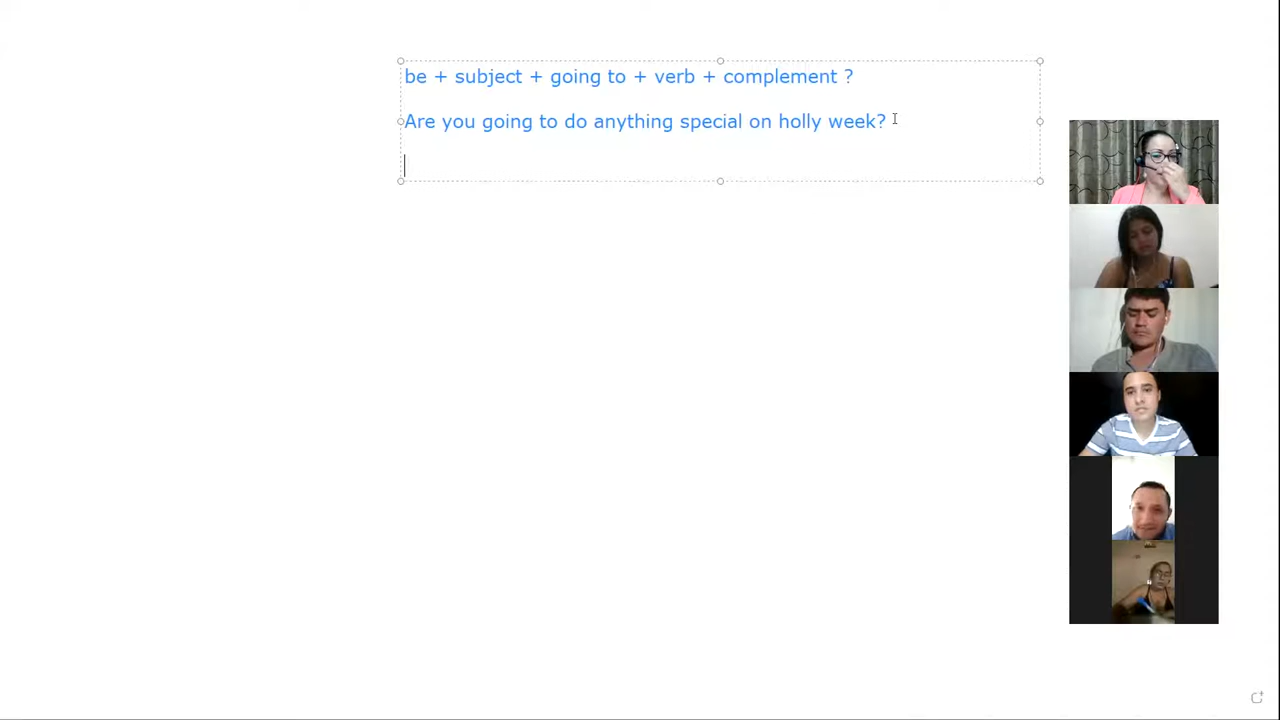 be + subject + going to + verb + complement ?
Are you going to do anything special on holly week?